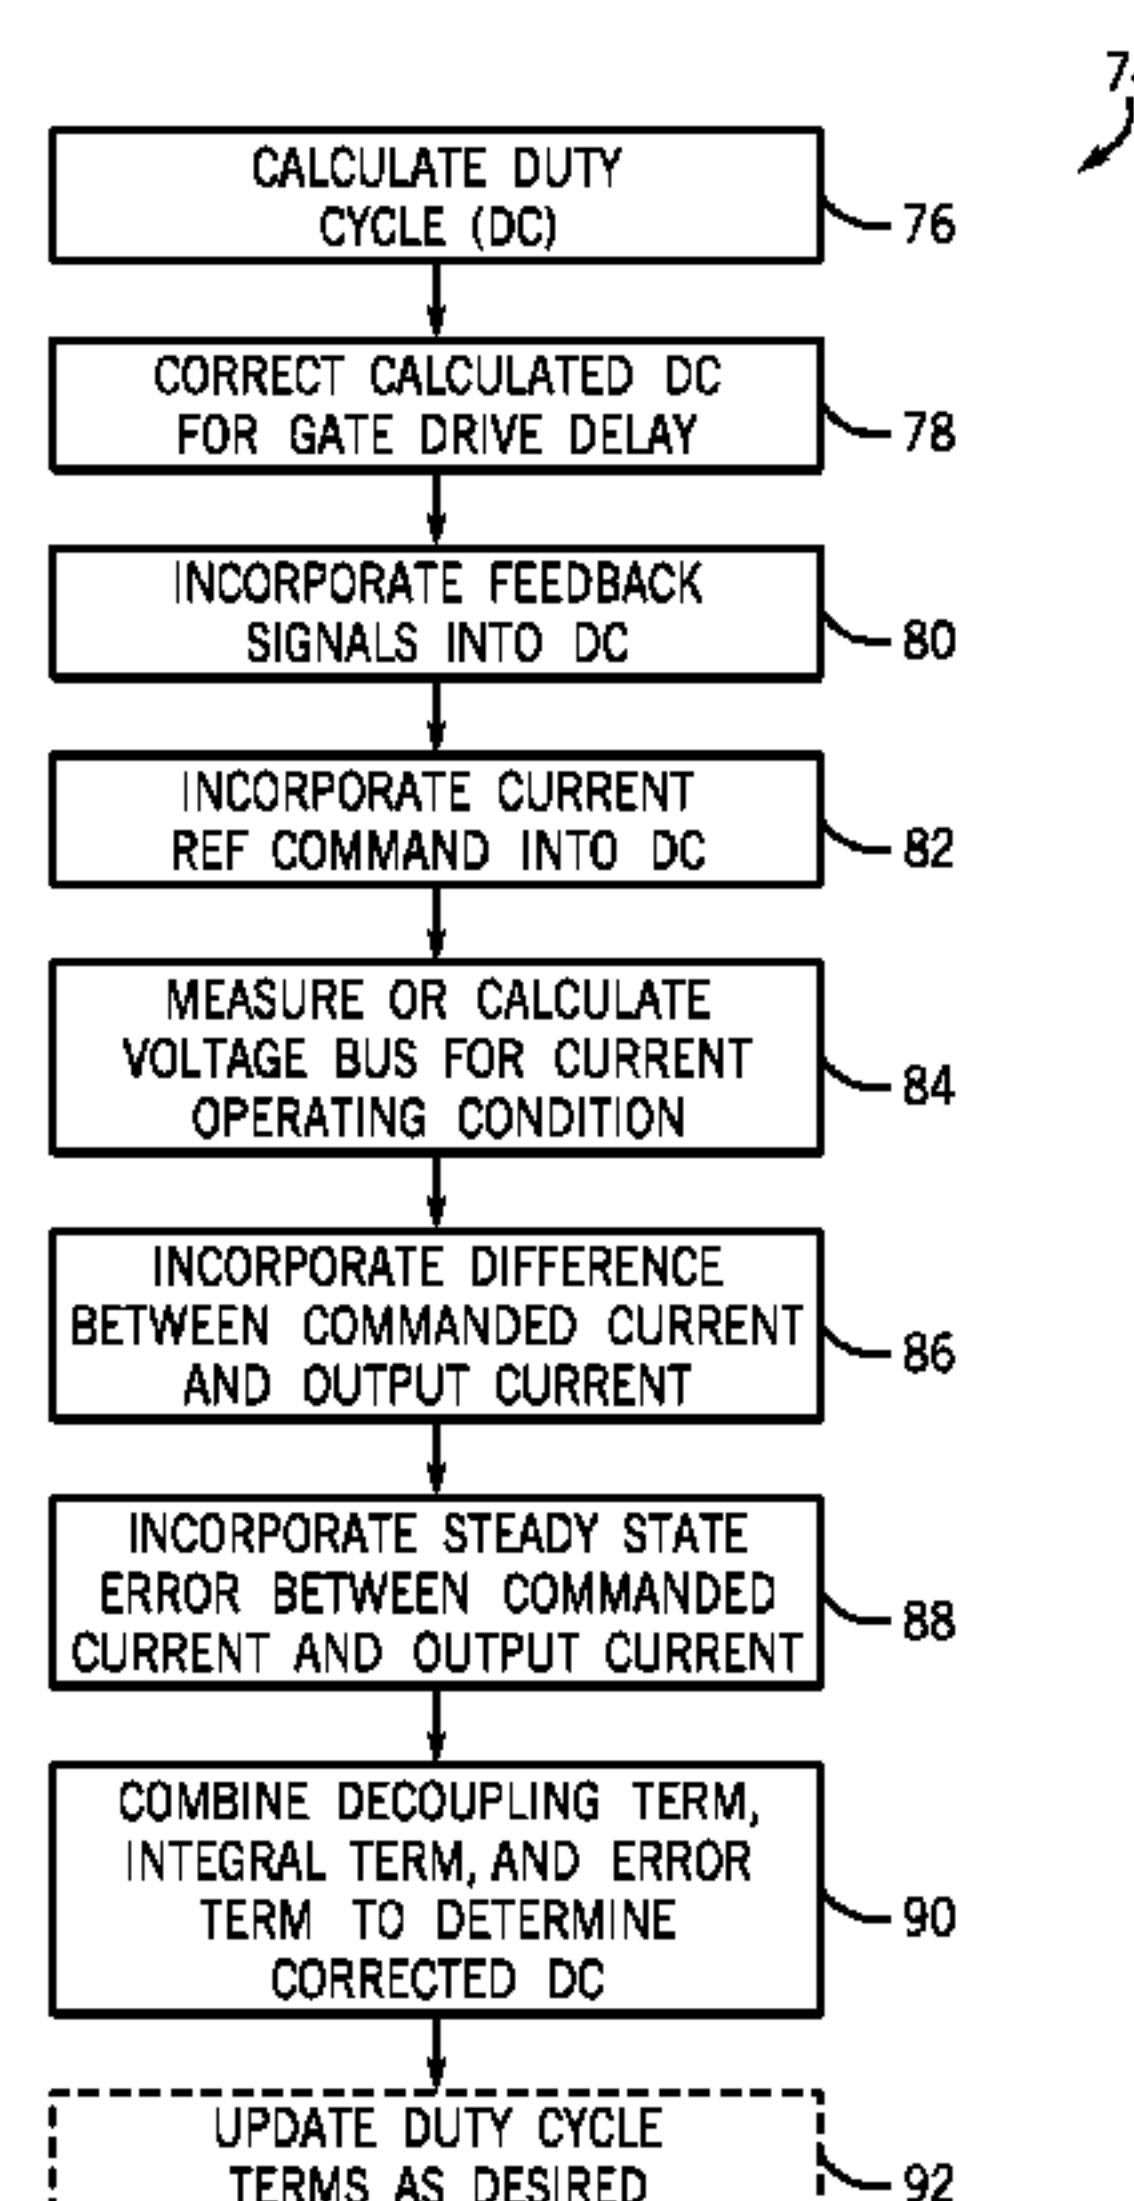 CALCULATE DUTY
CYCLE (DC)
76
CORRECT CALCULATED DC
FOR GATE DRIVE DELAY
78
INCORPORATE FEEDBACK
SIGNALS INTO DC
80
INCORPORATE CURRENT
REF COMMAND INTO DC
82
MEASURE OR CALCULATE
VOLTAGE BUS FOR CURRENT
OPERATING CONDITION
84
INCORPORATE DIFFERENCE
BETWEEN COMMANDED CURRENT
AND OUTPUT CURRENT
86
INCORPORATE STEADY STATE
ERROR BETWEEN COMMANDED
CURRENT AND OUTPUT CURRENT
88
COMBINE DECOUPLING TERM,
INTEGRAL TERM, AND ERROR
TERM TO DETERMINE
CORRECTED DC
90
UPDATE DUTY CYCLE
TERMS AS DESIRED
92